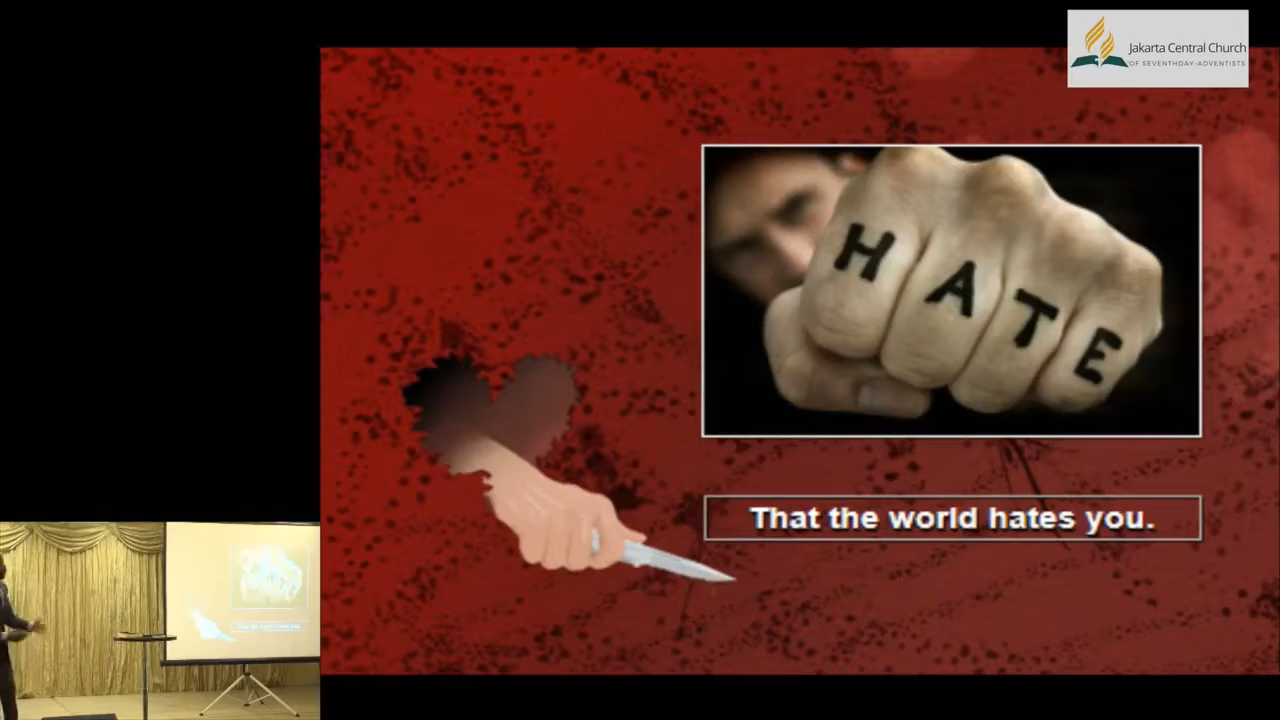 Jakarta Central Church
OF SEVENTHDAY-ADVENTISTS
HATE
That the world hates you.